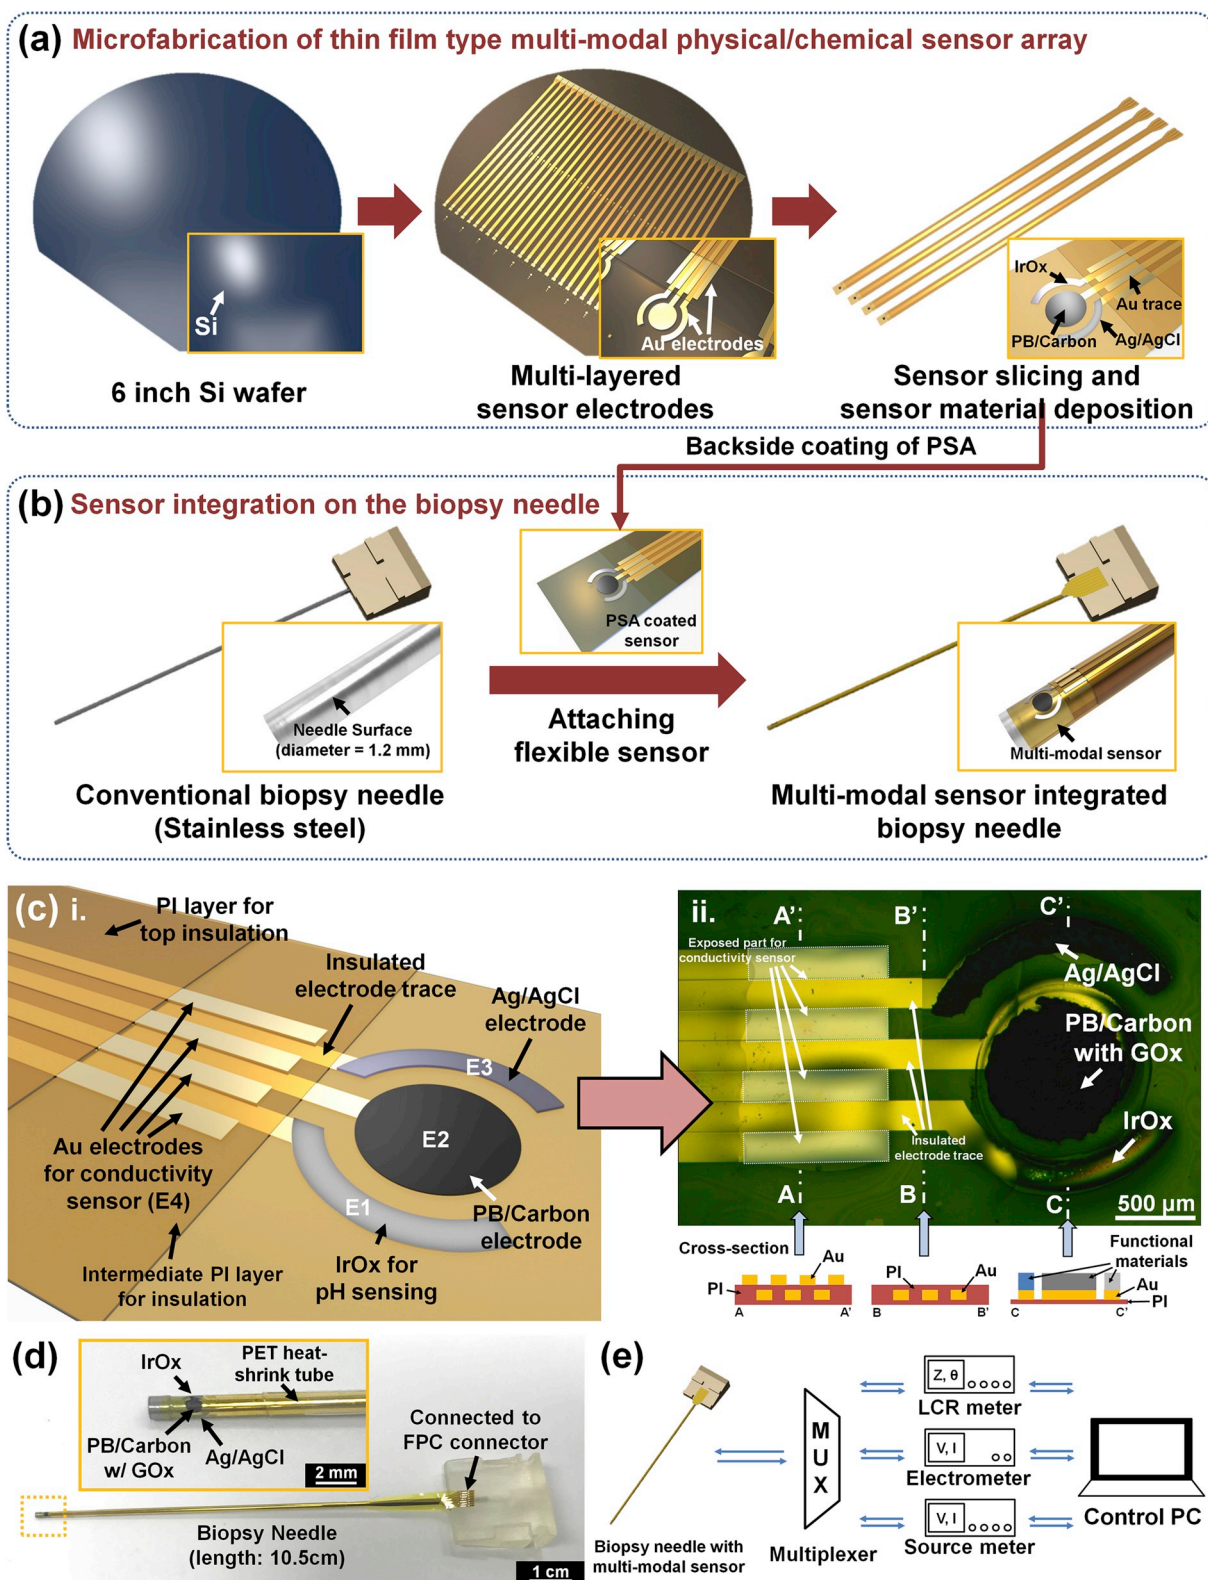 (a) Microfabrication of thin film type multi-modal physical/chemical sensor array
Si
6 inch Si wafer
Au electrodes
Multi-layered
sensor electrodes
IrOx
Au trace
PB/Carbon
Ag/AgCl
Sensor slicing and
sensor material deposition
Backside coating of PSA
(b) Sensor integration on the biopsy needle
Needle Surface
(diameter = 1.2 mm)
Conventional biopsy needle
(Stainless steel)
PSA coated
sensor
Attaching
flexible sensor
Multi-modal sensor
Multi-modal sensor integrated
biopsy needle
(c) i.
PI layer for
top insulation
Insulated
electrode trace
Ag/AgCl
electrode
E3
E2
E1
Au electrodes
for conductivity
sensor (E4)
PB/Carbon
electrode
IrOx for
pH sensing
Intermediate PI layer
for insulation
ii.
A'
B'
C'
Exposed part for
conductivity sensor
Ag/AgCl
PB/Carbon
with GOx
IrOx
Insulated
electrode trace
A
B
C
500 μm
Cross-section
Au
PI
A
A'
PI
Au
B
B'
Functional
materials
Au
PI
C
C'
(d)
IrOx
PET heat-
shrink tube
PB/Carbon
w/ GOx
Ag/AgCl
2 mm
Connected to
FPC connector
Biopsy Needle
(length: 10.5cm)
1 cm
(e)
Biopsy needle with
multi-modal sensor
MUX
Multiplexer
Z, θ
LCR meter
V, I
Electrometer
V, I
Source meter
Control PC